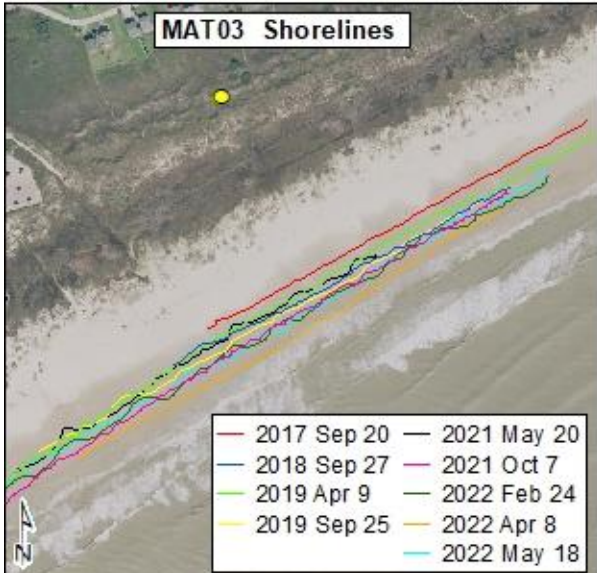 MAT03 Shorelines
2017 Sep 20
2018 Sep 27
2019 Apr 9
2019 Sep 25
2021 May 20
2021 Oct 7
2022 Feb 24
2022 Apr 8
2022 May 18
N